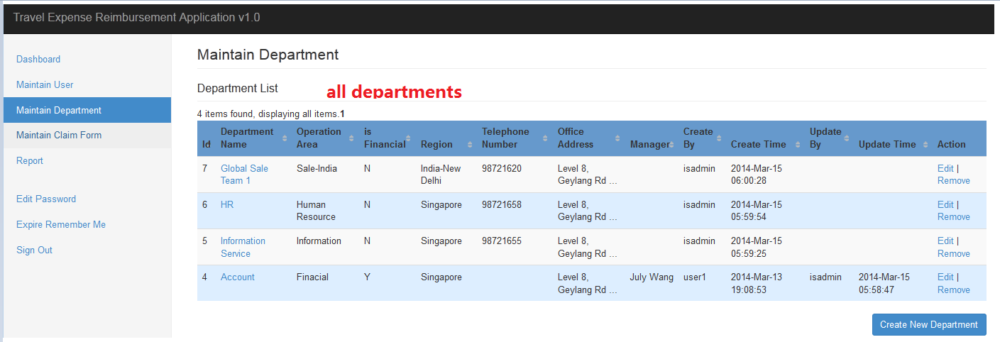 Travel Expense Reimbursement Application v1.0
Dashboard
Maintain User
Maintain Department
Maintain Claim Form
Report
Edit Password
Expire Remember Me
Sign Out
Maintain Department
Department List
all departments
4 items found, displaying all items.1
Id Department Name Operation Area is Financial Region Telephone Number Office Address Manager Create By Create Time Update By Update Time Action
7 Global Sale Team 1 Sale-India N India-New Delhi 98721620 Level 8, Geylang Rd ... isadmin 2014-Mar-15 06:00:28 Edit | Remove
6 HR Human Resource N Singapore 98721658 Level 8, Geylang Rd ... isadmin 2014-Mar-15 05:59:54 Edit | Remove
5 Information Service Information N Singapore 98721655 Level 8, Geylang Rd ... isadmin 2014-Mar-15 05:59:25 Edit | Remove
4 Account Finacial Y Singapore Level 8, Geylang Rd ... July Wang user1 2014-Mar-13 19:08:53 isadmin 2014-Mar-15 05:58:47 Edit | Remove
Create New Department